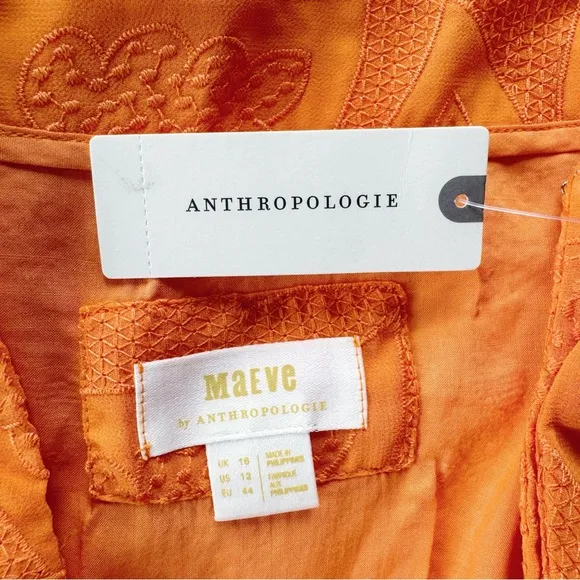 ANTHROPOLOGIE
MaEVe
by ANTHROPOLOGIE
UK 16
US 12
EU 44
MADE IN
PHILIPPINES
FABRIQUÉ
AUX
PHILIPPINES